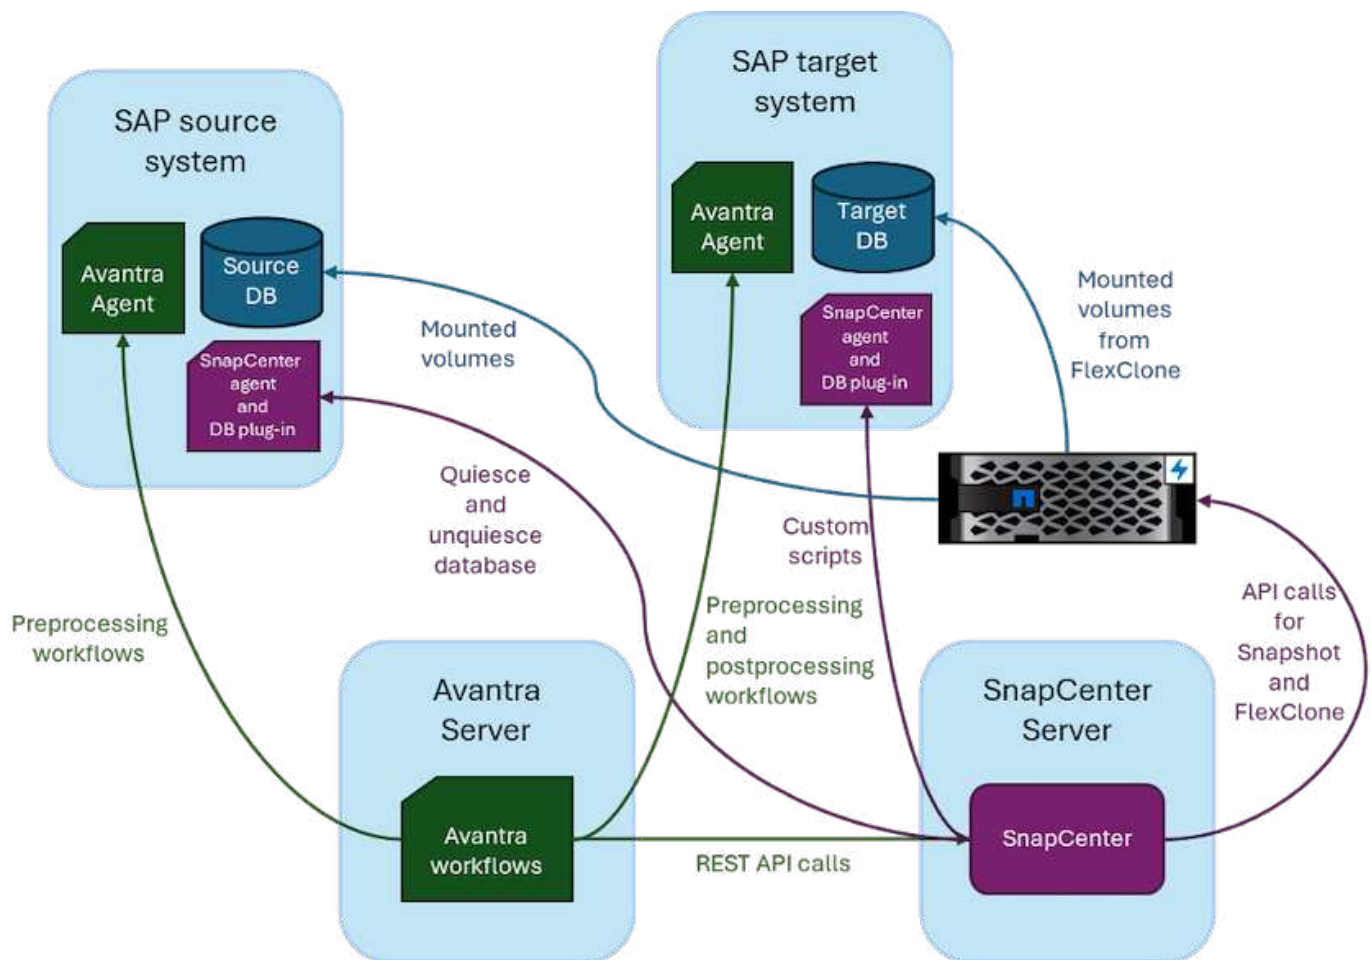 SAP target
system
SAP source
system
Avantra
Agent
Target
DB
Avantra
Agent
Source
DB
SnapCenter
agent
and
DB plug-in
Mounted
volumes
from
FlexClone
Mounted
volumes
SnapCenter
agent
and
DB plug-in
Quiesce
and
unquiesce
database
Custom
scripts
Preprocessing
workflows
Preprocessing
and
postprocessing
workflows
API calls
for
Snapshot
and
FlexClone
Avantra
Server
SnapCenter
Server
Avantra
workflows
REST API calls
SnapCenter